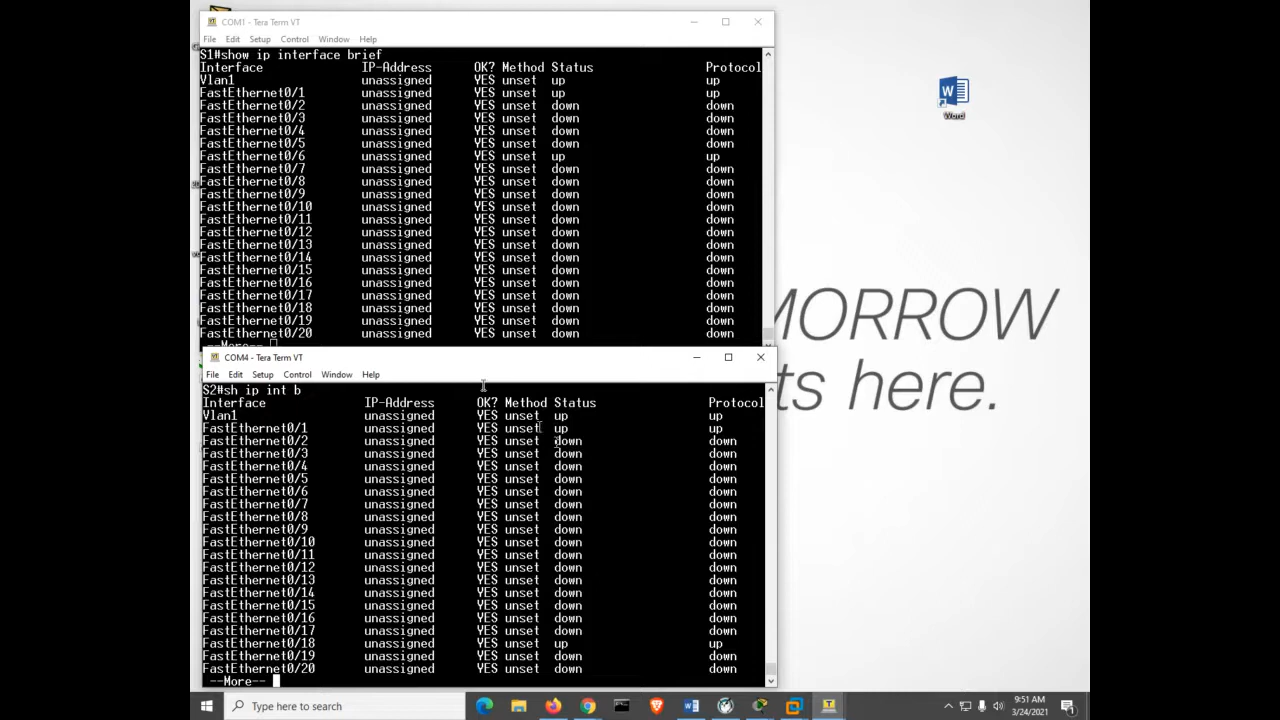 COM1 - Tera Term VT
File Edit Setup Control Window Help
S1#show ip interface brief
Interface IP-Address OK? Method Status Protocol
Vlan1 unassigned YES unset up up
FastEthernet0/1 unassigned YES unset up up
FastEthernet0/2 unassigned YES unset down down
FastEthernet0/3 unassigned YES unset down down
FastEthernet0/4 unassigned YES unset down down
FastEthernet0/5 unassigned YES unset down down
FastEthernet0/6 unassigned YES unset up up
FastEthernet0/7 unassigned YES unset down down
FastEthernet0/8 unassigned YES unset down down
FastEthernet0/9 unassigned YES unset down down
FastEthernet0/10 unassigned YES unset down down
FastEthernet0/11 unassigned YES unset down down
FastEthernet0/12 unassigned YES unset down down
FastEthernet0/13 unassigned YES unset down down
FastEthernet0/14 unassigned YES unset down down
FastEthernet0/15 unassigned YES unset down down
FastEthernet0/16 unassigned YES unset down down
FastEthernet0/17 unassigned YES unset down down
FastEthernet0/18 unassigned YES unset down down
FastEthernet0/19 unassigned YES unset down down
FastEthernet0/20 unassigned YES unset down down
--More--
COM4 - Tera Term VT
File Edit Setup Control Window Help
S2#sh ip int b
Interface IP-Address OK? Method Status Protocol
Vlan1 unassigned YES unset up up
FastEthernet0/1 unassigned YES unset up up
FastEthernet0/2 unassigned YES unset down down
FastEthernet0/3 unassigned YES unset down down
FastEthernet0/4 unassigned YES unset down down
FastEthernet0/5 unassigned YES unset down down
FastEthernet0/6 unassigned YES unset down down
FastEthernet0/7 unassigned YES unset down down
FastEthernet0/8 unassigned YES unset down down
FastEthernet0/9 unassigned YES unset down down
FastEthernet0/10 unassigned YES unset down down
FastEthernet0/11 unassigned YES unset down down
FastEthernet0/12 unassigned YES unset down down
FastEthernet0/13 unassigned YES unset down down
FastEthernet0/14 unassigned YES unset down down
FastEthernet0/15 unassigned YES unset down down
FastEthernet0/16 unassigned YES unset down down
FastEthernet0/17 unassigned YES unset down down
FastEthernet0/18 unassigned YES unset up up
FastEthernet0/19 unassigned YES unset down down
FastEthernet0/20 unassigned YES unset down down
--More--
Word
MORROW
ts here.
Type here to search
9:51 AM
3/24/2021